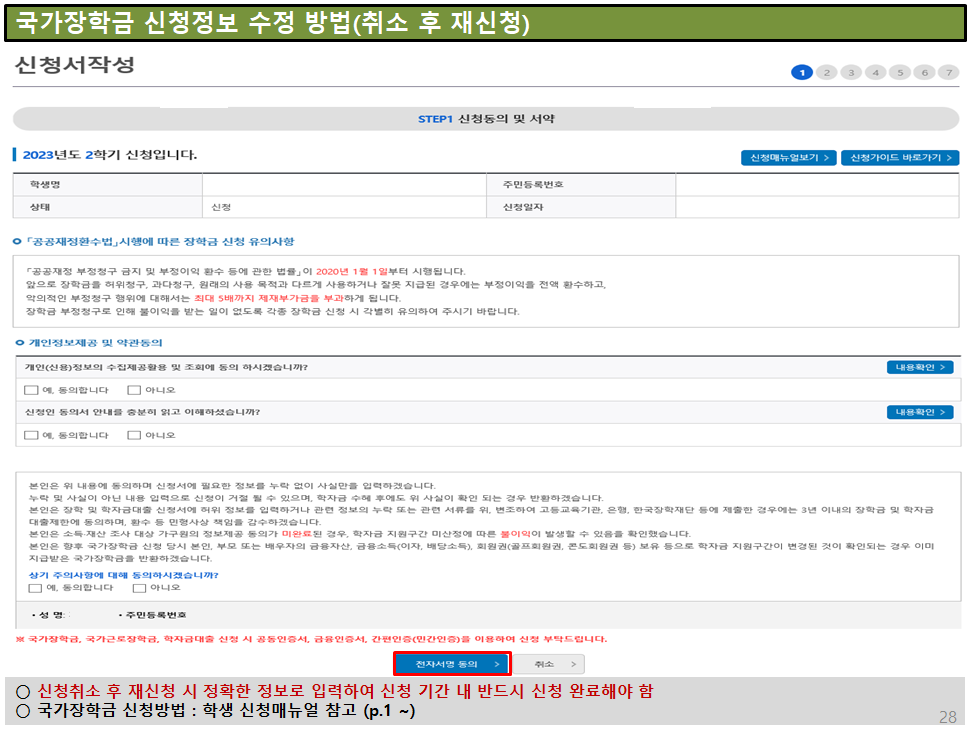 국가장학금 신청정보 수정 방법(취소 후 재신청)
신청서작성
1 2 3 4 5 6 7
STEP1 신청동의 및 서약
2023년도 2학기 신청입니다.
신청매뉴얼보기 > 신청가이드 바로가기 >
학생명 주민등록번호
상태 신청 신청일자
「공공재정환수법」시행에 따른 장학금 신청 유의사항
「공공재정 부정청구 금지 및 부정이익 환수 등에 관한 법률」이 2020년 1월 1일부터 시행됩니다.
앞으로 장학금을 허위청구, 과다청구, 원래의 사용 목적과 다르게 사용하거나 잘못 지급된 경우에는 부정이익을 전액 환수하고,
악의적인 부정청구 행위에 대해서는 최대 5배까지 제재부가금을 부과하게 됩니다.
장학금 부정청구로 인해 불이익을 받는 일이 없도록 각종 장학금 신청 시 각별히 유의하여 주시기 바랍니다.
개인정보제공 및 약관동의
개인(신용)정보의 수집제공활용 및 조회에 동의 하시겠습니까? 내용확인 >
예, 동의합니다 아니오
신청인 동의서 안내를 충분히 읽고 이해하셨습니까? 내용확인 >
예, 동의합니다 아니오
본인은 위 내용에 동의하며 신청서에 필요한 정보를 누락 없이 사실만을 입력하겠습니다.
누락 및 사실이 아닌 내용 입력으로 신청이 거절 될 수 있으며, 학자금 수혜 후에도 위 사실이 확인 되는 경우 반환하겠습니다.
본인은 장학 및 학자금대출 신청서에 허위 정보를 입력하거나 관련 정보의 누락 또는 관련 서류를 위, 변조하여 고등교육기관, 은행, 한국장학재단 등에 제출한 경우에는 3년 이내의 장학금 및 학자금
대출제한에 동의하며, 환수 등 민형사상 책임을 감수하겠습니다.
본인은 소득·재산 조사 대상 가구원의 정보제공 동의가 미완료된 경우, 학자금 지원구간 미산정에 따른 불이익이 발생할 수 있음을 확인했습니다.
본인은 향후 국가장학금 신청 당시 본인, 부모 또는 배우자의 금융자산, 금융소득(이자, 배당소득), 회원권(골프회원권, 콘도회원권 등) 보유 등으로 학자금 지원구간이 변경된 것이 확인되는 경우 이미
지급받은 국가장학금을 반환하겠습니다.
상기 주의사항에 대해 동의하시겠습니까?
예, 동의합니다 아니오
• 성 명: • 주민등록번호
※ 국가장학금, 국가근로장학금, 학자금대출 신청 시 공동인증서, 금융인증서, 간편인증(민간인증)을 이용하여 신청 부탁드립니다.
전자서명 동의 > 취소 >
○ 신청취소 후 재신청 시 정확한 정보로 입력하여 신청 기간 내 반드시 신청 완료해야 함
○ 국가장학금 신청방법 : 학생 신청매뉴얼 참고 (p.1 ~)
28